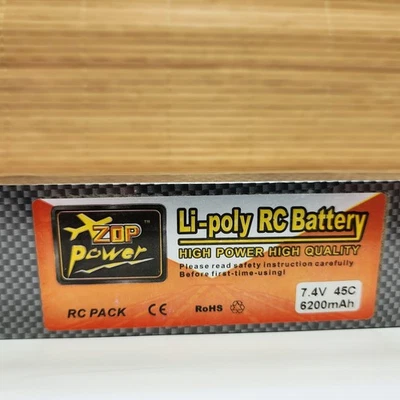 ZOP
Power
TM
Li-poly RC Battery
HIGH POWER HIGH QUALITY
Please read safety instruction carefully
Before first-time-using!
7.4V 45C
6200mAh
RC PACK CE RoHS